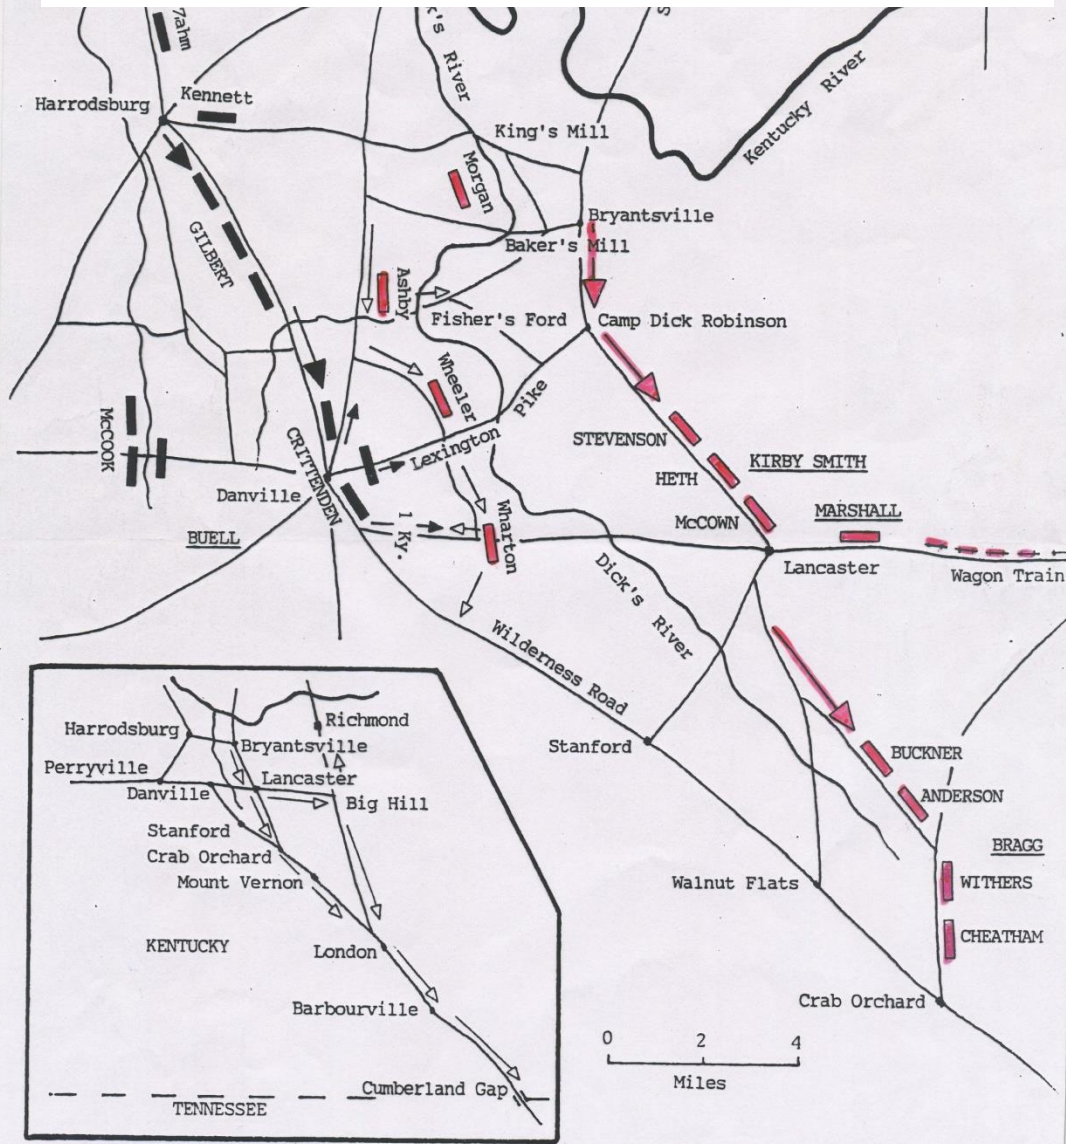 Harrodsburg
Kennett
River
Kentucky River
King's Mill
Morgan
Bryantsville
Baker's Mill
GILBERT
Ashby
Fisher's Ford
Camp Dick Robinson
Wheeler
Pike
McCOOK
CRITTENDEN
Lexington
STEVENSON
KIRBY SMITH
HETH
Danville
McCOWN
MARSHALL
BUELL
1 Ky.
Wharton
Lancaster
Wagon Train
Dick's River
Wilderness Road
Stanford
BUCKNER
ANDERSON
BRAGG
WITHERS
Walnut Flats
CHEATHAM
Crab Orchard
0 2 4
Miles
Richmond
Harrodsburg
Bryantsville
Perryville
Lancaster
Danville
Big Hill
Stanford
Crab Orchard
Mount Vernon
KENTUCKY
London
Barbourville
Cumberland Gap
TENNESSEE